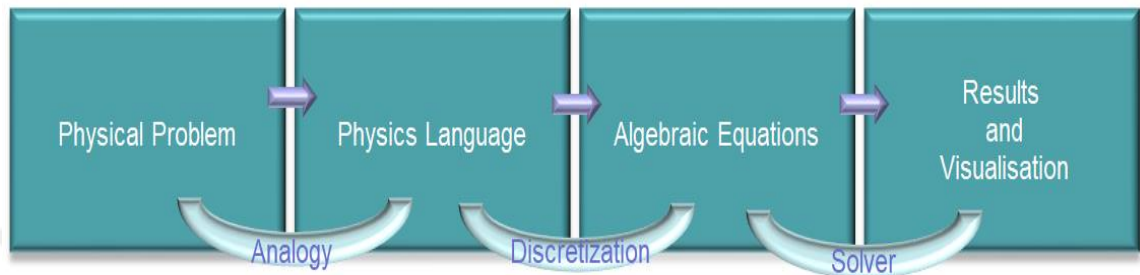 Physical Problem
Physics Language
Algebraic Equations
Results
and
Visualisation
Analogy
Discretization
Solver